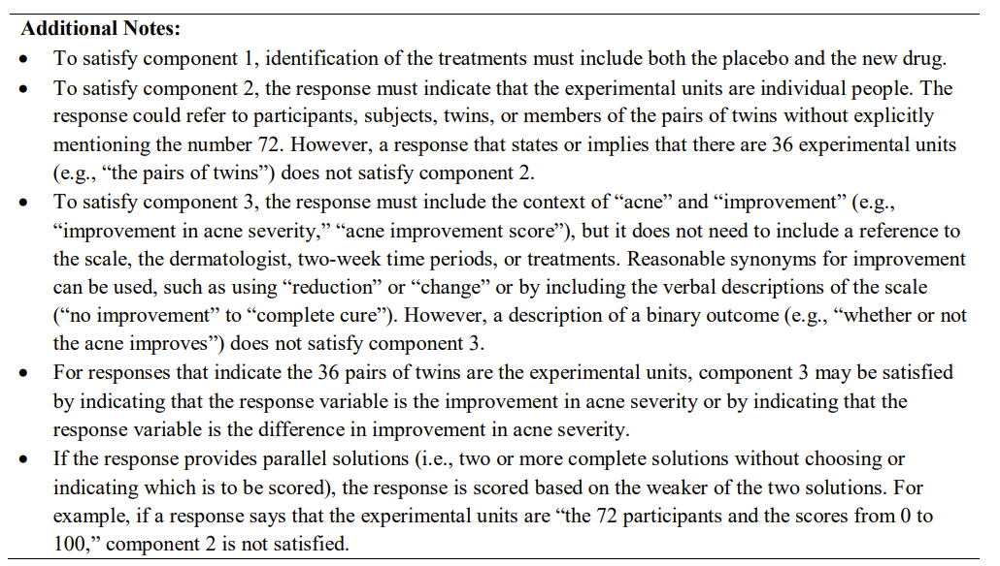 Additional Notes:
• To satisfy component 1, identification of the treatments must include both the placebo and the new drug.
• To satisfy component 2, the response must indicate that the experimental units are individual people. The
response could refer to participants, subjects, twins, or members of the pairs of twins without explicitly
mentioning the number 72. However, a response that states or implies that there are 36 experimental units
(e.g., “the pairs of twins”) does not satisfy component 2.
• To satisfy component 3, the response must include the context of “acne” and “improvement” (e.g.,
“improvement in acne severity,” “acne improvement score”), but it does not need to include a reference to
the scale, the dermatologist, two-week time periods, or treatments. Reasonable synonyms for improvement
can be used, such as using “reduction” or “change” or by including the verbal descriptions of the scale
(“no improvement” to “complete cure”). However, a description of a binary outcome (e.g., “whether or not
the acne improves”) does not satisfy component 3.
• For responses that indicate the 36 pairs of twins are the experimental units, component 3 may be satisfied
by indicating that the response variable is the improvement in acne severity or by indicating that the
response variable is the difference in improvement in acne severity.
• If the response provides parallel solutions (i.e., two or more complete solutions without choosing or
indicating which is to be scored), the response is scored based on the weaker of the two solutions. For
example, if a response says that the experimental units are “the 72 participants and the scores from 0 to
100,” component 2 is not satisfied.